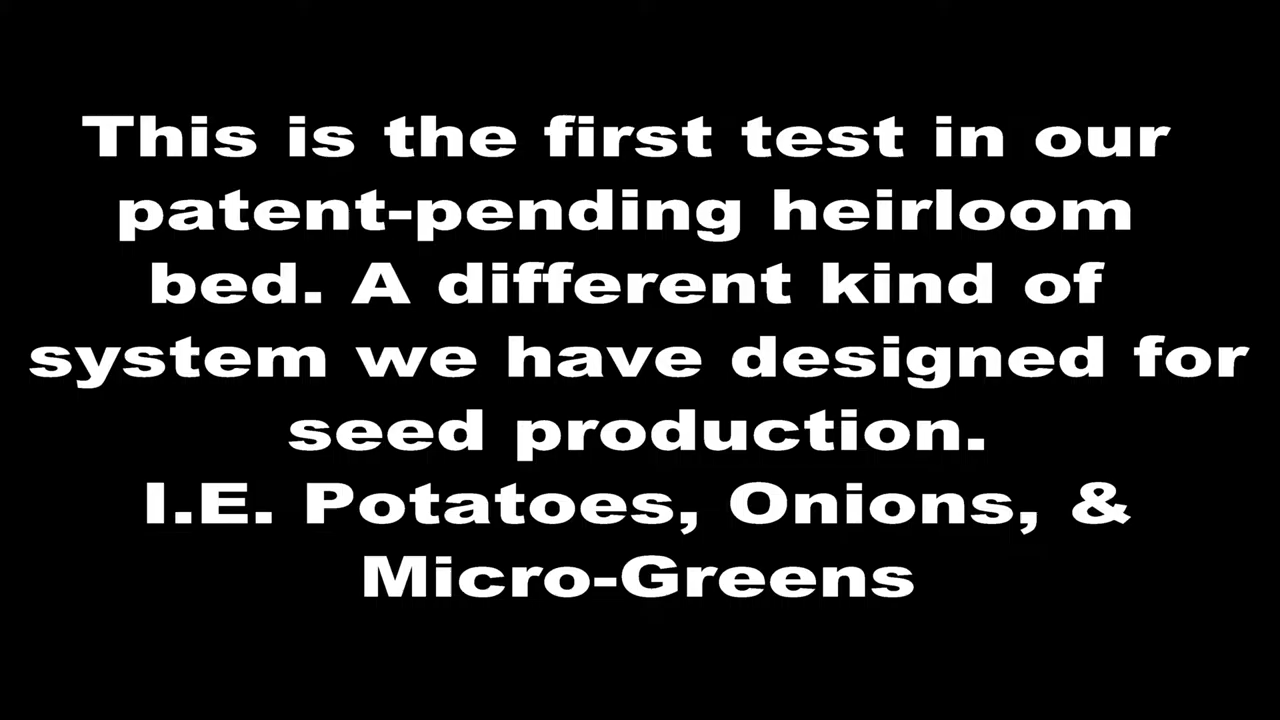 This is the first test in our
patent-pending heirloom
bed. A different kind of
system we have designed for
seed production.
I.E. Potatoes, Onions, &
Micro-Greens